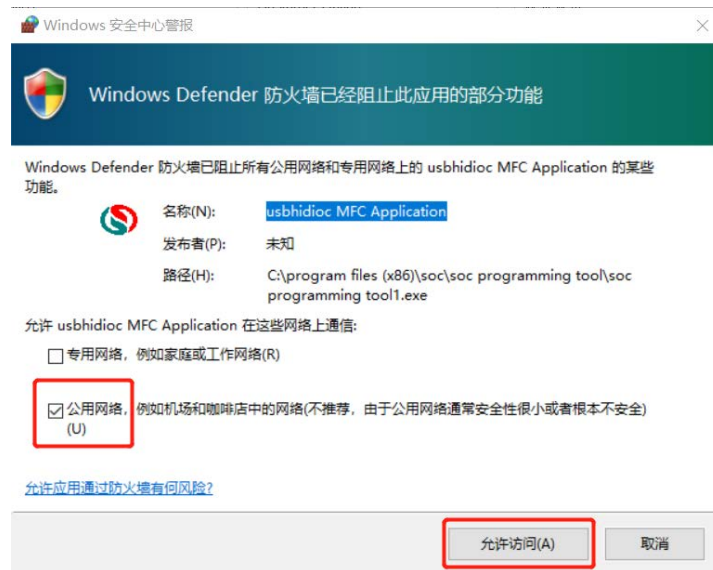 Windows 安全中心警报
Windows Defender 防火墙已经阻止此应用的部分功能
Windows Defender 防火墙已阻止所有公用网络和专用网络上的 usbhidioc MFC Application 的某些
功能。
名称(N): usbhidioc MFC Application
发布者(P): 未知
路径(H): C:\program files (x86)\soc\soc programming tool\soc
programming tool1.exe
允许 usbhidioc MFC Application 在这些网络上通信:
专用网络，例如家庭或工作网络(R)
公用网络，例如机场和咖啡店中的网络(不推荐，由于公用网络通常安全性很小或者根本不安全)
(U)
允许应用通过防火墙有何风险?
允许访问(A) 取消